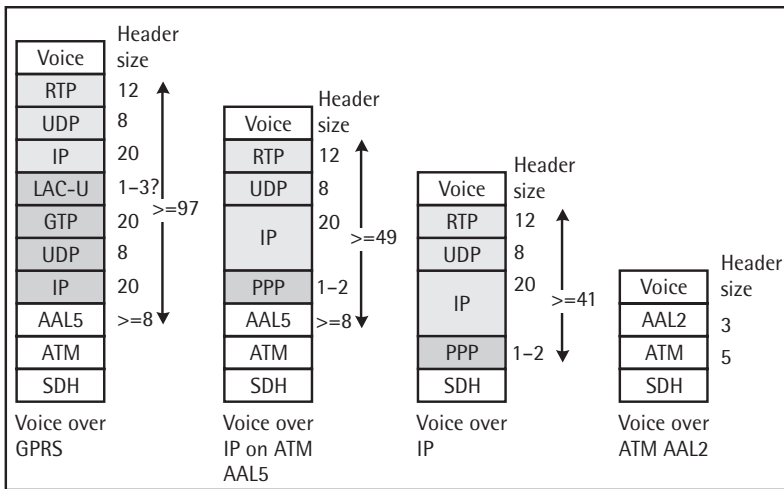 Header
size
Voice
RTP 12
UDP 8
IP 20
LAC-U 1–3?
GTP 20
UDP 8
IP 20
AAL5 >=8
ATM
SDH
>=97
Voice over
GPRS
Header
size
Voice
RTP 12
UDP 8
IP 20
PPP 1–2
AAL5 >=8
ATM
SDH
>=49
Voice over
IP on ATM
AAL5
Voice
RTP 12
UDP 8
IP 20
PPP 1–2
SDH
>=41
Voice over
IP
Header
size
Voice
AAL2 3
ATM 5
SDH
Voice over
ATM AAL2